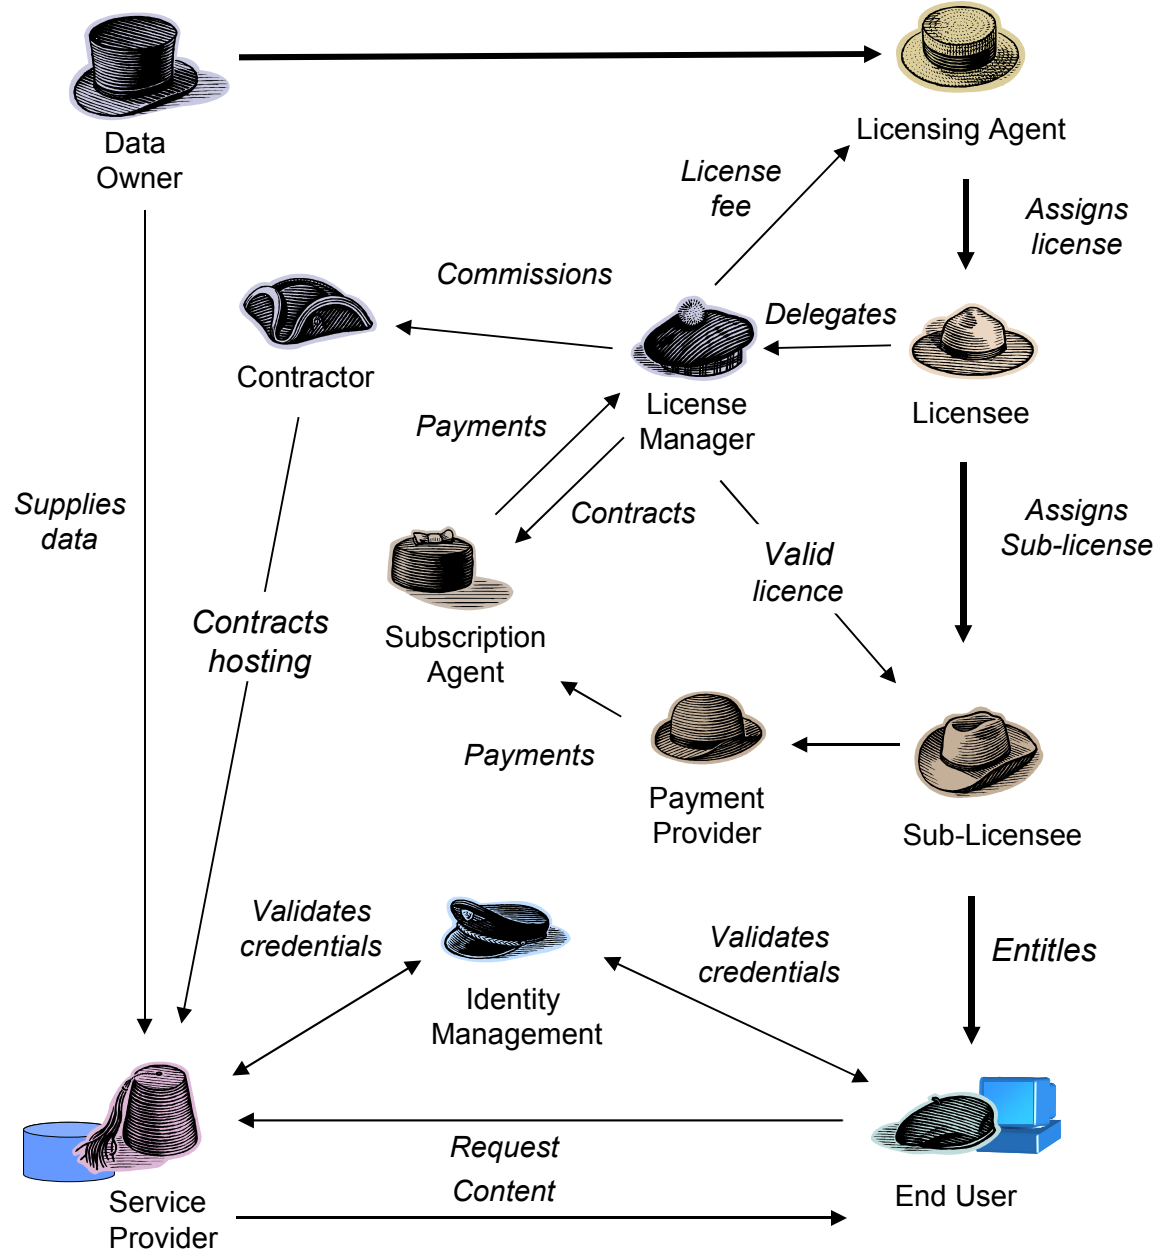 Data
Owner
Licensing Agent
License
fee
Assigns
license
Commissions
Delegates
Contractor
License
Manager
Licensee
Payments
Supplies
data
Contracts
Assigns
Sub-license
Valid
licence
Contracts
hosting
Subscription
Agent
Payments
Payment
Provider
Sub-Licensee
Validates
credentials
Validates
credentials
Entitles
Identity
Management
Request
Content
Service
Provider
End User